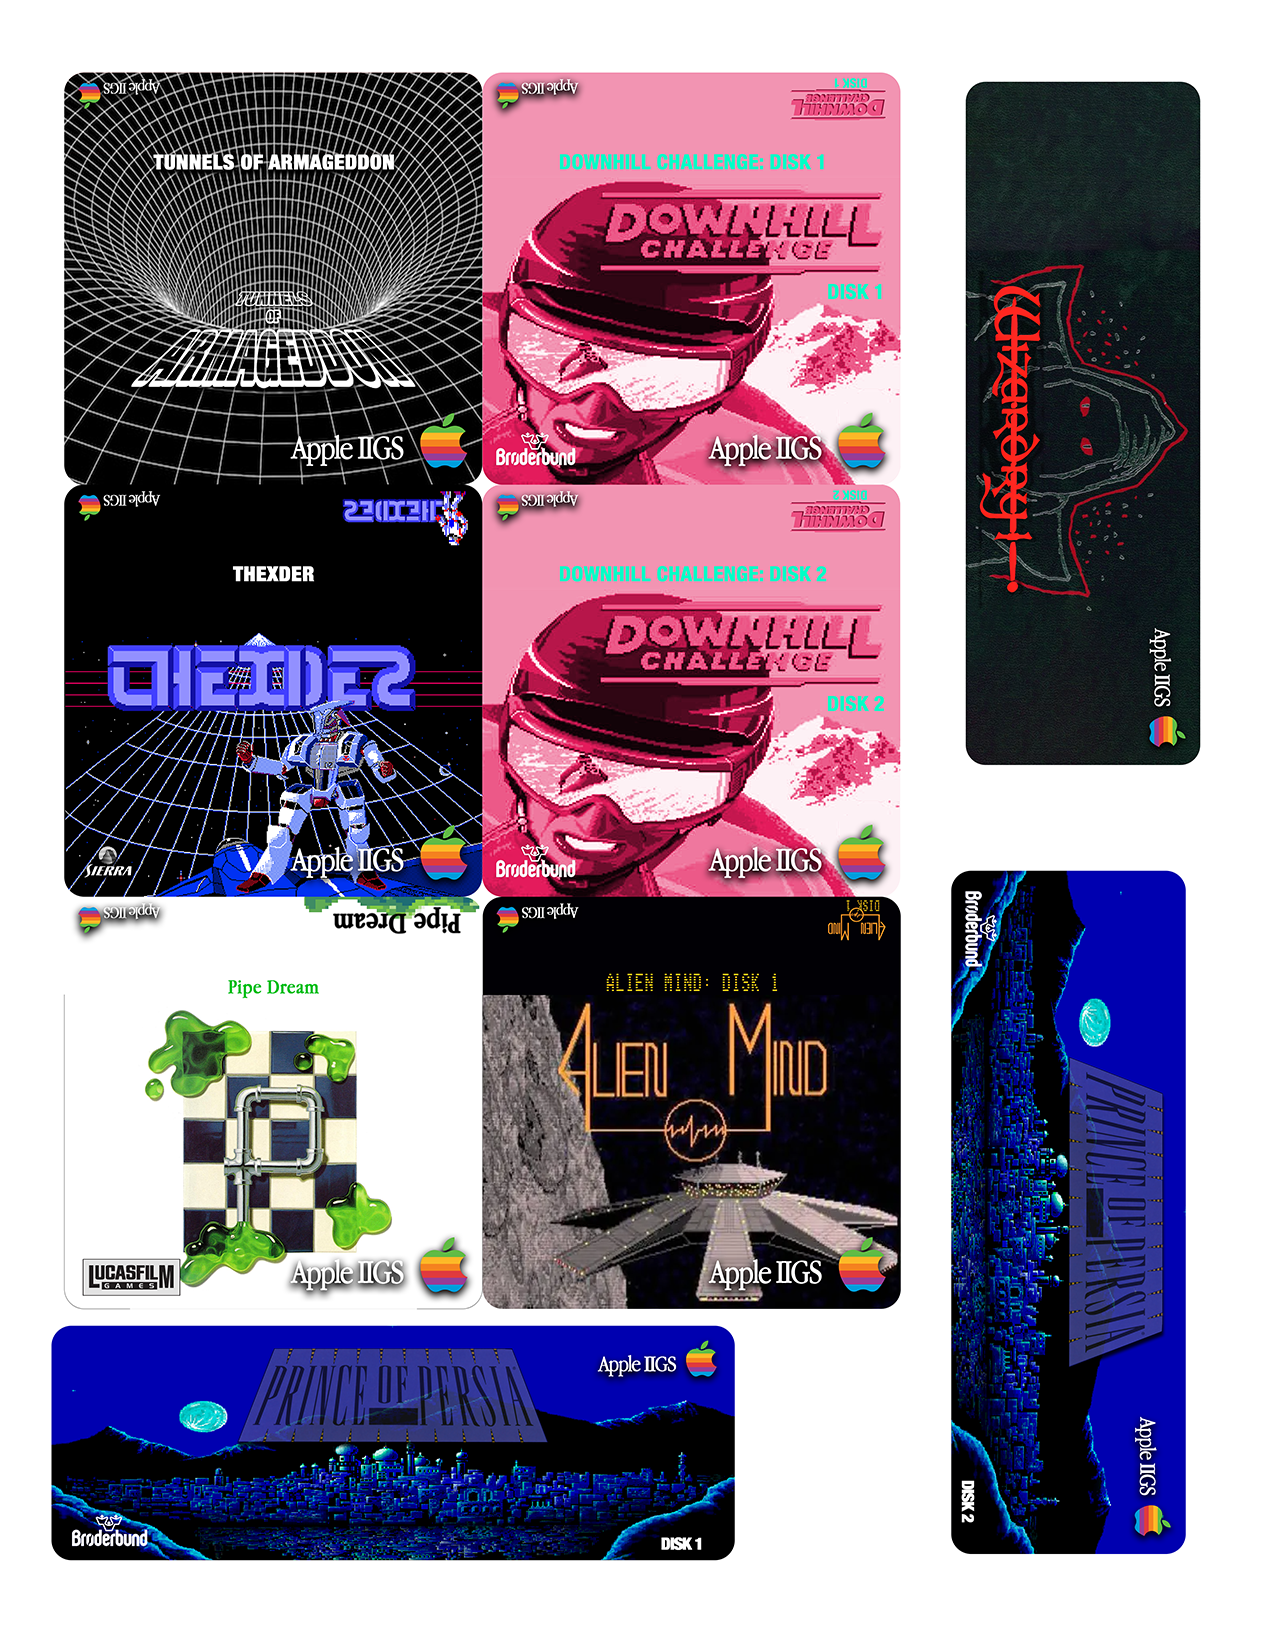 Apple IIGS
TUNNELS OF ARMAGEDDON
TUNNELS
OF
ARMAGEDDON
Apple IIGS
Apple IIGS
DISK 1
DOWNHILL
CHALLENGE
DOWNHILL CHALLENGE: DISK 1
DOWNHILL
CHALLENGE
DISK 1
Brøderbund
Apple IIGS
Apple IIGS
THEXDER
THEXDER
THEXDER
SIERRA
Apple IIGS
Apple IIGS
DISK 2
DOWNHILL
CHALLENGE
DOWNHILL CHALLENGE: DISK 2
DOWNHILL
CHALLENGE
DISK 2
Brøderbund
Apple IIGS
Apple IIGS
Pipe Dream
Pipe Dream
LUCASFILM
GAMES
Apple IIGS
Apple IIGS
DISK 1
ALIEN MIND
ALIEN MIND: DISK 1
ALIEN MIND
Apple IIGS
PRINCE OF PERSIA
Apple IIGS
Brøderbund
DISK 1
Wizardry
Apple IIGS
Brøderbund
PRINCE OF PERSIA
Apple IIGS
DISK 2